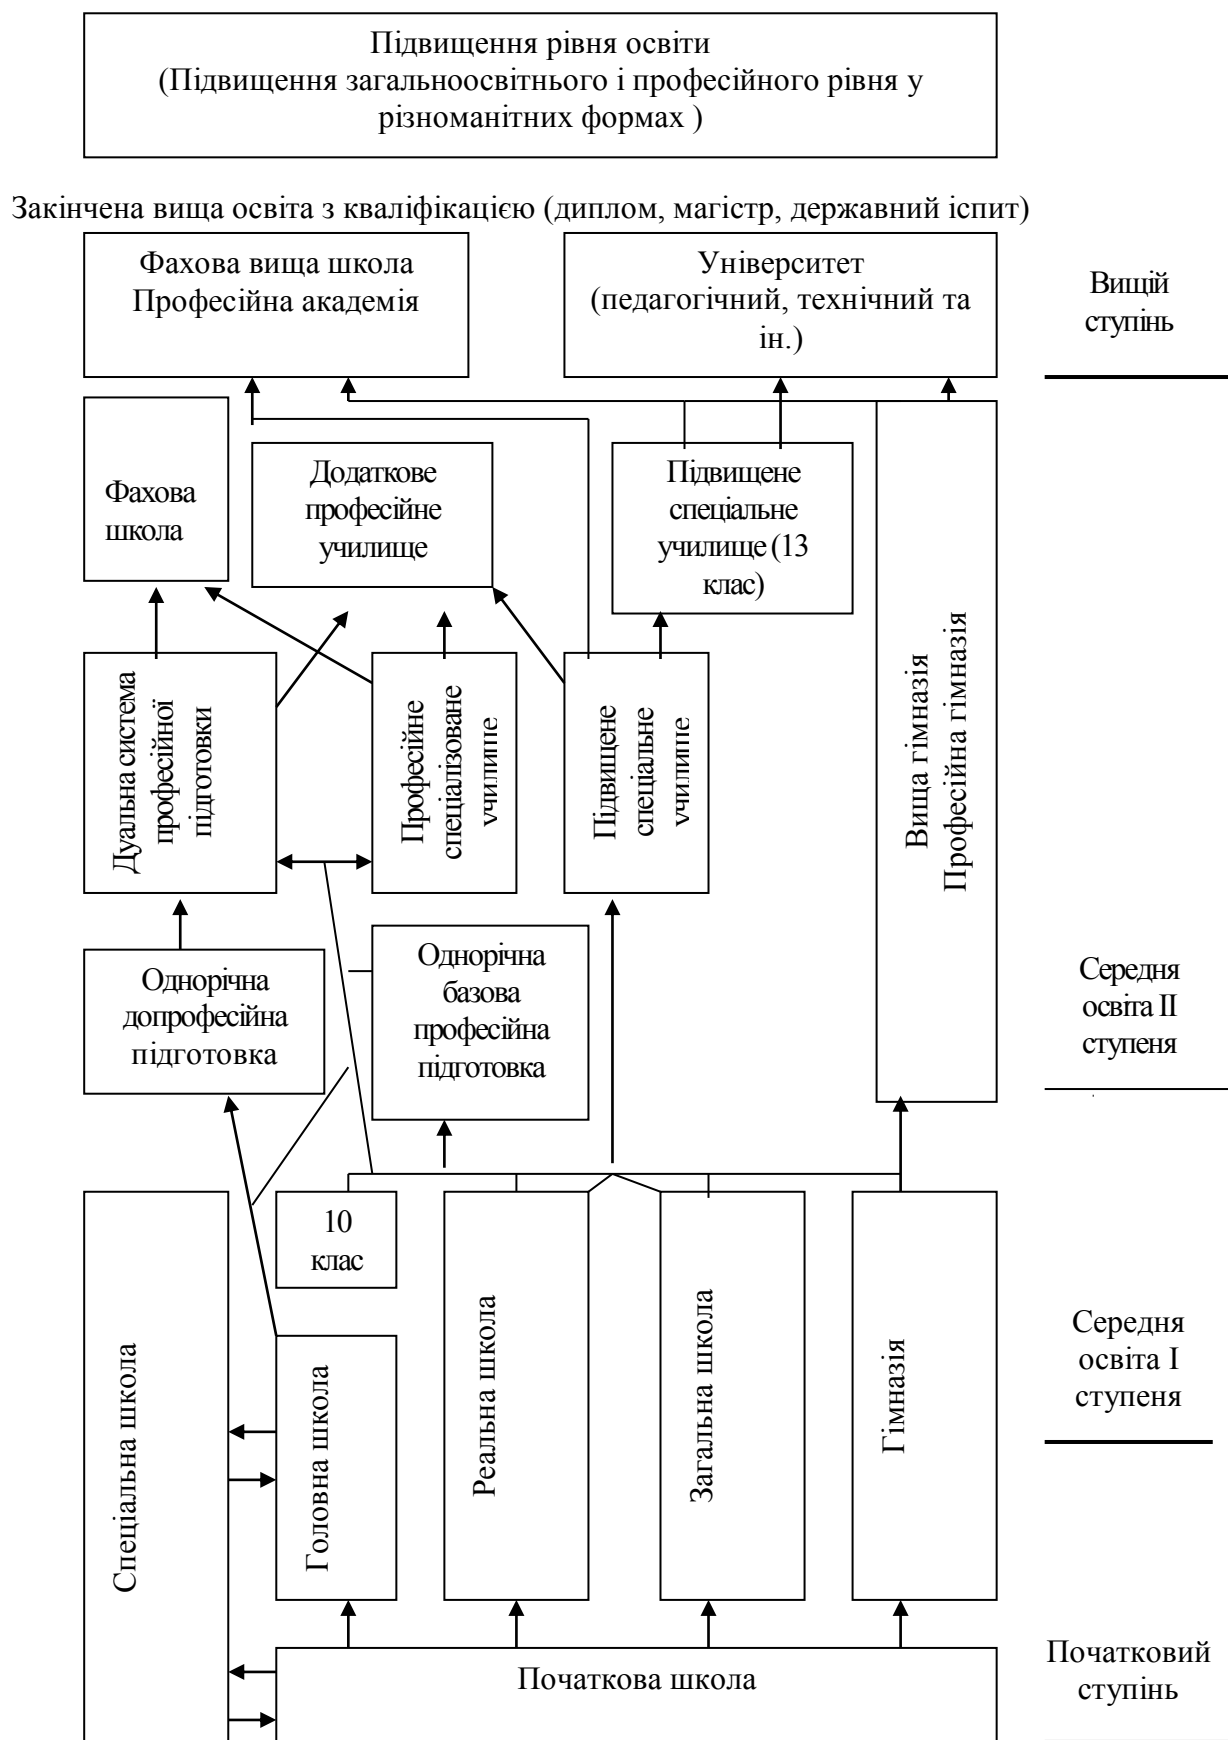 Підвищення рівня освіти
(Підвищення загальноосвітнього і професійного рівня у
різноманітних формах )
Закінчена вища освіта з кваліфікацією (диплом, магістр, державний іспит)
Фахова вища школа
Професійна академія
Університет
(педагогічний, технічний та
ін.)
Вищій
ступінь
Фахова
школа
Додаткове
професійне
училище
Підвищене
спеціальне
училище (13
клас)
Дуальна система
професійної
підготовки
Професійне
спеціалізоване
училище
Підвищене
спеціальне
училище
Вища гімназія
Професійна гімназія
Однорічна
допрофесійна
підготовка
Однорічна
базова
професійна
підготовка
Середня
освіта II
ступеня
10
клас
Спеціальна школа
Головна школа
Реальна школа
Загальна школа
Гімназія
Середня
освіта I
ступеня
Початкова школа
Початковий
ступінь